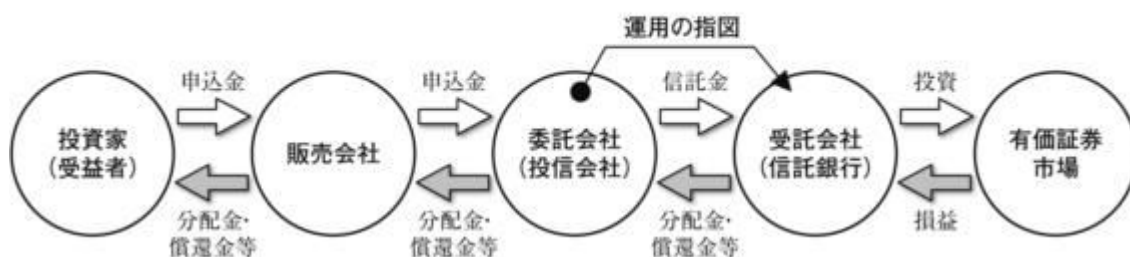 運用の指図
申込金
申込金
信託金
投資
投資家
(受益者)
販売会社
委託会社
(投信会社)
受託会社
(信託銀行)
有価証券
市場
分配金・
償還金等
分配金・
償還金等
分配金・
償還金等
損益